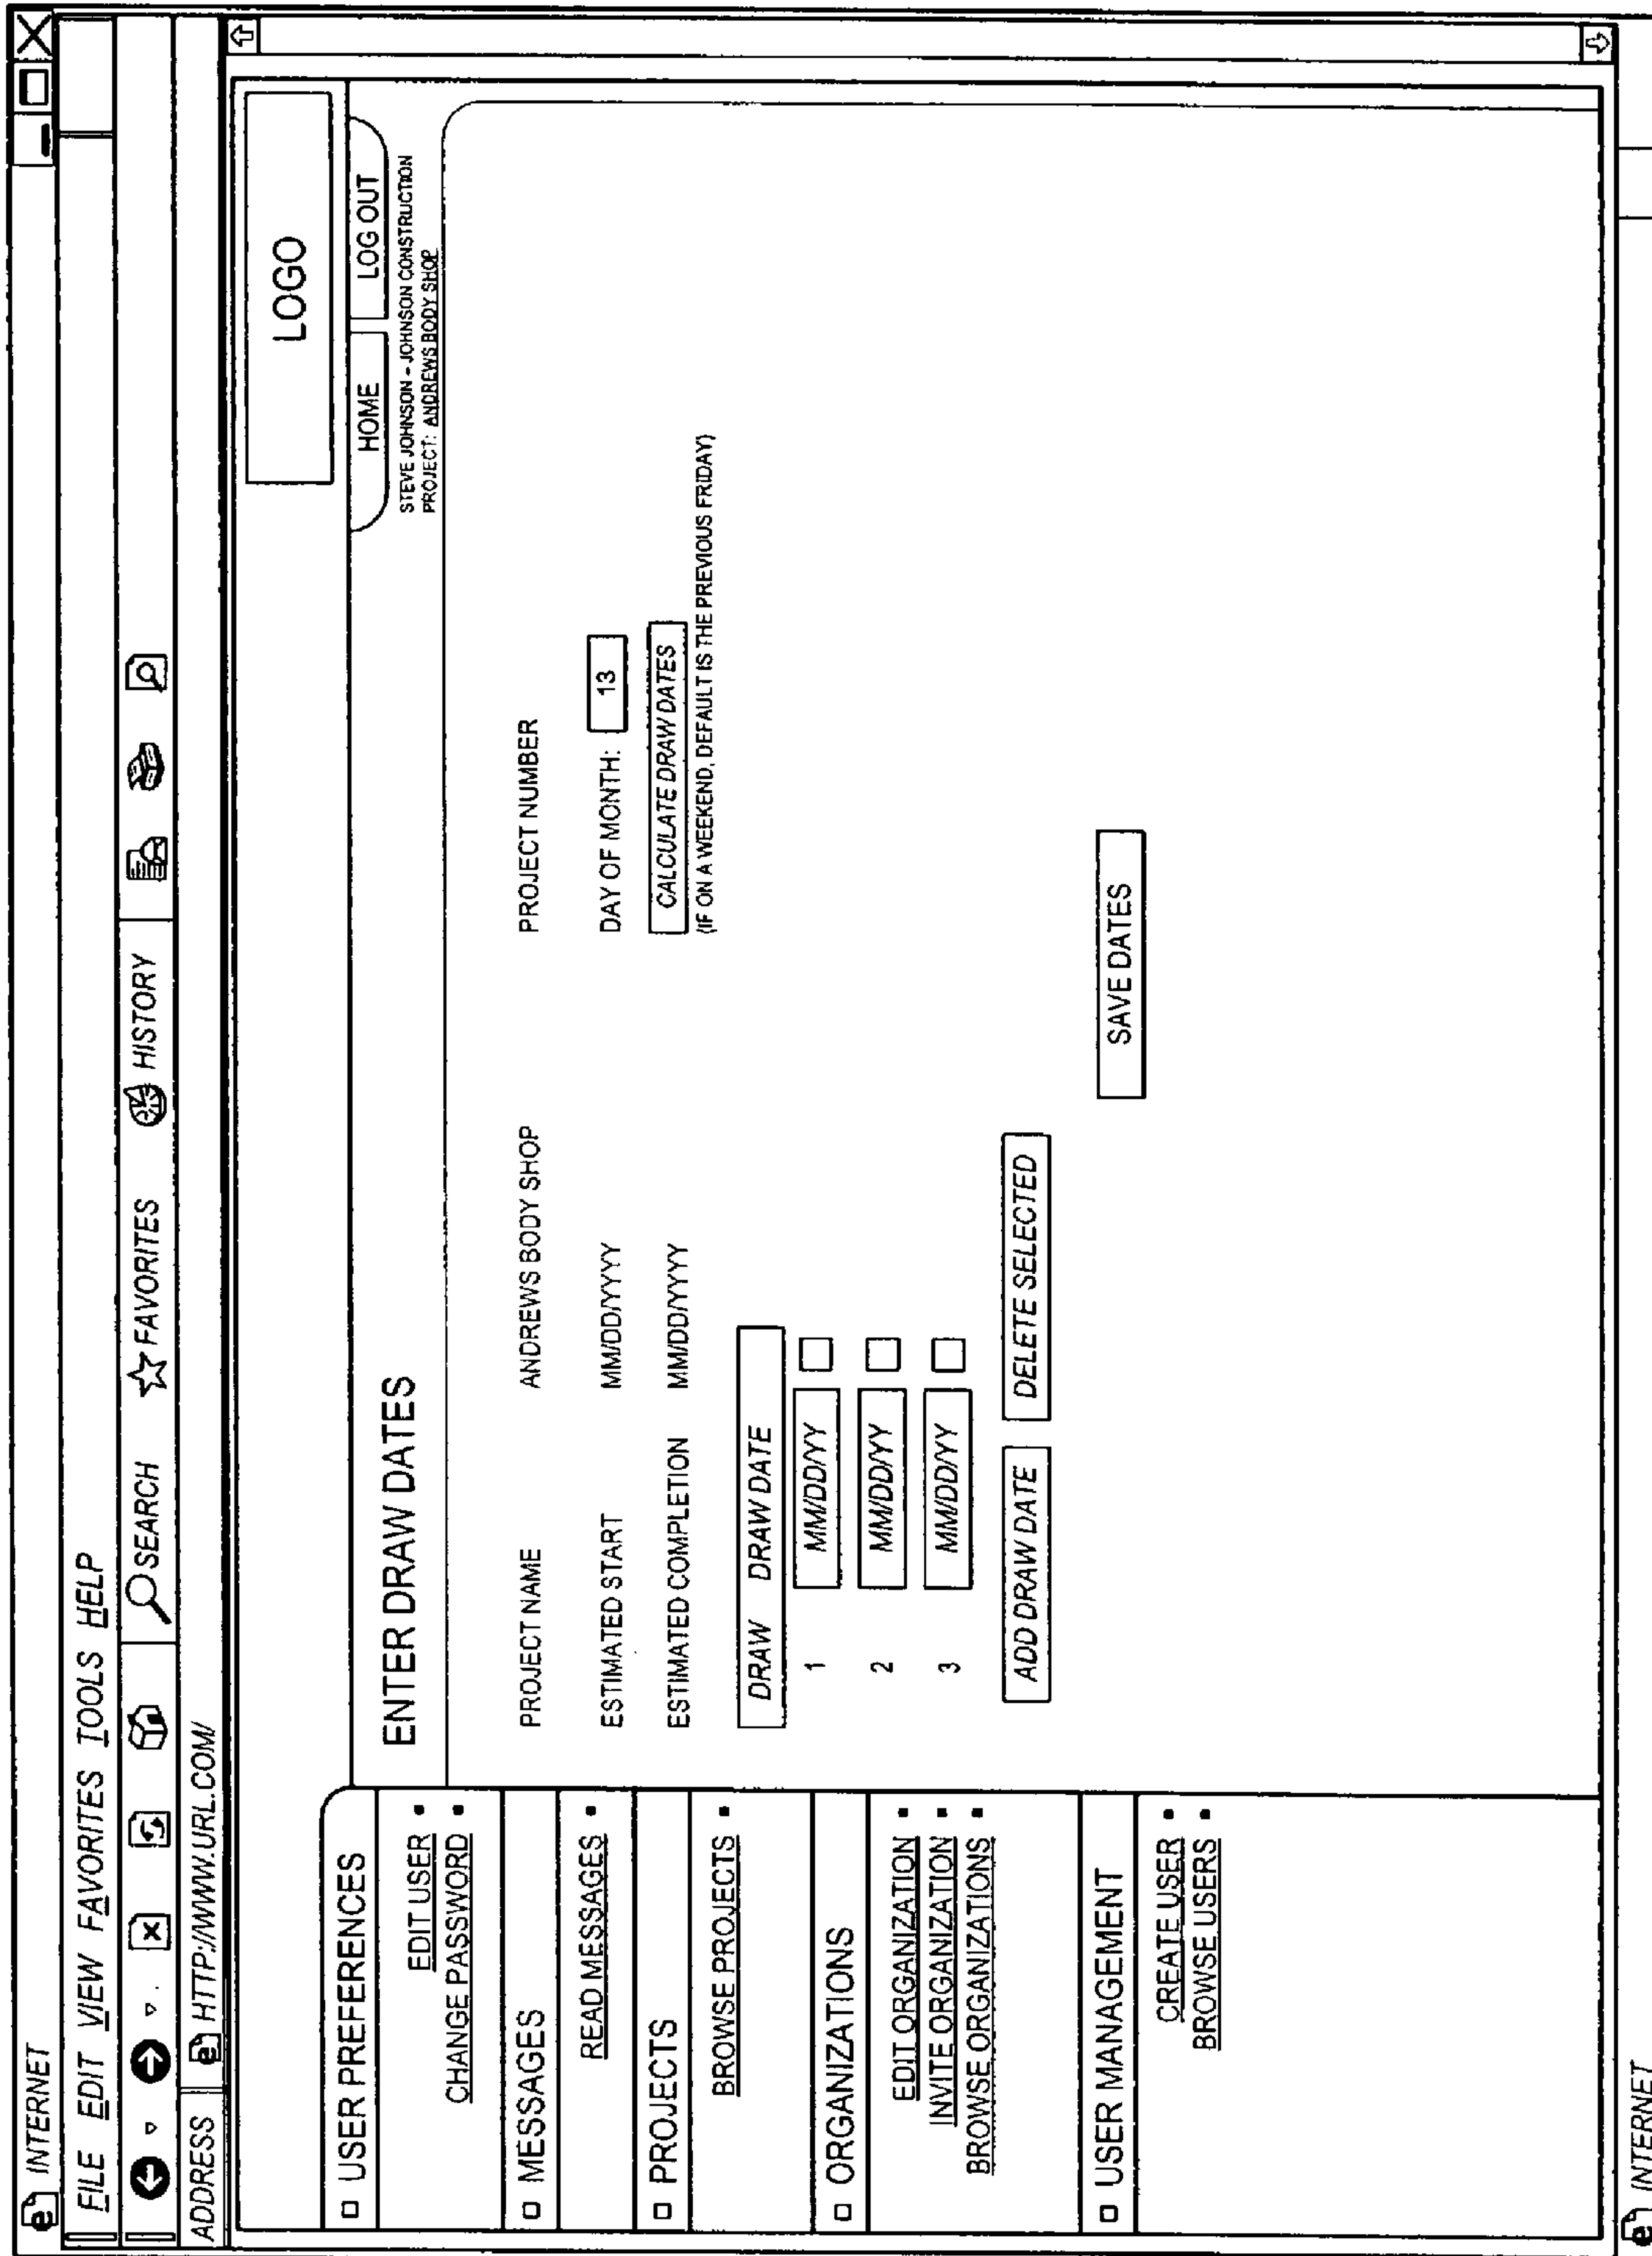 INTERNET
FILE EDIT VIEW FAVORITES TOOLS HELP
SEARCH FAVORITES HISTORY
ADDRESS HTTP://WWW.URL.COM/
LOGO
HOME LOG OUT
STEVE JOHNSON - JOHNSON CONSTRUCTION
PROJECT: ANDREWS BODY SHOP
USER PREFERENCES
EDIT USER
CHANGE PASSWORD
MESSAGES
READ MESSAGES
PROJECTS
BROWSE PROJECTS
ORGANIZATIONS
EDIT ORGANIZATION
INVITE ORGANIZATION
BROWSE ORGANIZATIONS
USER MANAGEMENT
CREATE USER
BROWSE USERS
ENTER DRAW DATES
PROJECT NAME ANDREWS BODY SHOP PROJECT NUMBER
ESTIMATED START MM/DD/YYYY DAY OF MONTH: 13
ESTIMATED COMPLETION MM/DD/YYYY CALCULATE DRAW DATES
(IF ON A WEEKEND, DEFAULT IS THE PREVIOUS FRIDAY)
DRAW DRAW DATE
1 MM/DD/YY
2 MM/DD/YY
3 MM/DD/YY
ADD DRAW DATE DELETE SELECTED
SAVE DATES
INTERNET